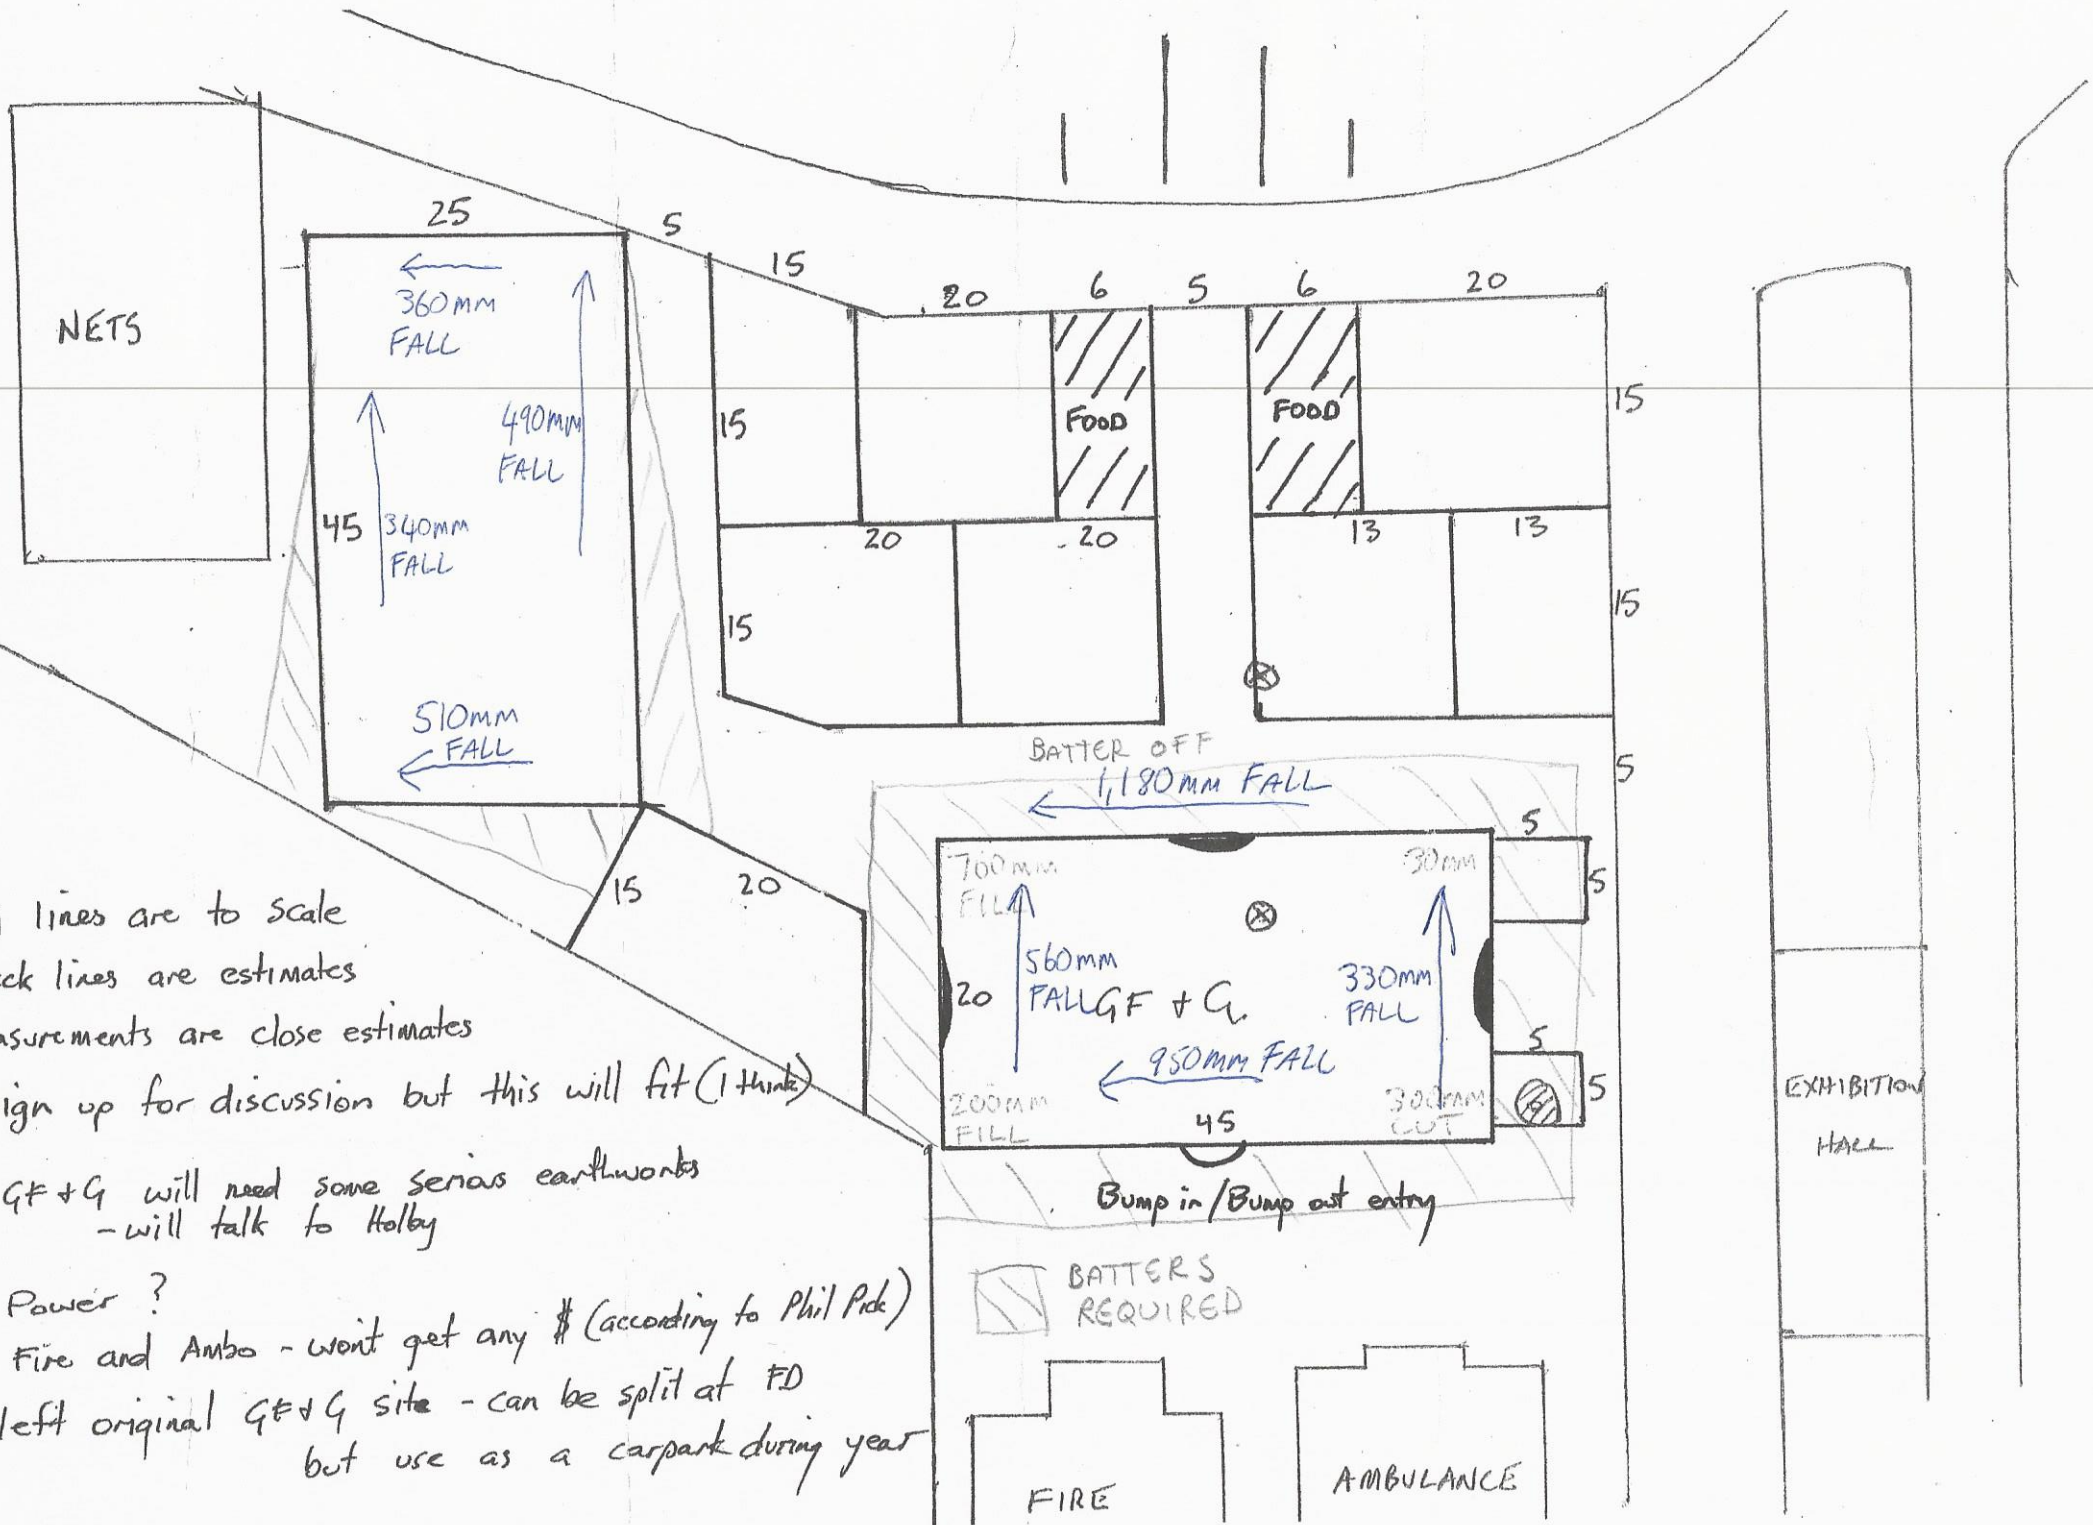 25
5
15
20
6
5
6
20
NETS
360MM
FALL
490MM
FALL
45
340MM
FALL
510MM
FALL
15
15
FOOD
FOOD
15
20
20
13
13
15
5
BATTER OFF
1,180MM FALL
15
20
700MM
FILL
30MM
5
5
20
560MM
FALL
GF + G.
330MM
FALL
950MM FALL
200MM
FILL
45
300MM
CUT
5
5
Bump in/Bump out entry
BATTERS
REQUIRED
EXHIBITION
HALL
FIRE
AMBULANCE
lines are to scale
ck lines are estimates
asurements are close estimates
ign up for discussion but this will fit (I think)
GF + G will need some serious earthworks
- will talk to Holby
Power ?
Fire and Ambo - wont get any $ (according to Phil Pick)
left original GF+G site - can be split at FD
but use as a carpark during year